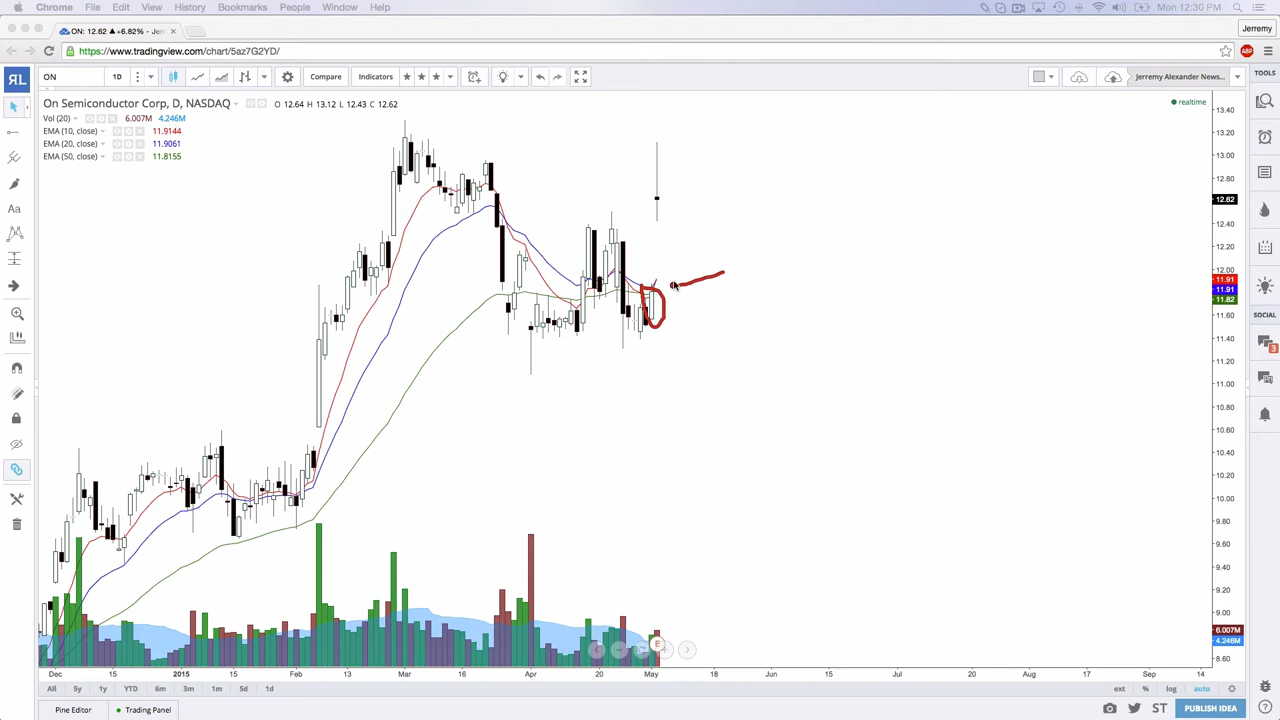 Chrome File Edit View History Bookmarks People Window Help Mon 12:30 PM
ON: 12.62 ▲+6.82% - Jerr × Jerremy
https://www.tradingview.com/chart/5az7G2YD/ ABP
ON 1D Compare Indicators Jerremy Alexander News... TOOLS
On Semiconductor Corp, D, NASDAQ O 12.64 H 13.12 L 12.43 C 12.62 realtime
Vol (20) 6.007M 4.246M
EMA (10, close) 11.9144
EMA (20, close) 11.9061
EMA (50, close) 11.8155
Aa
13.40
13.20
13.00
12.80
12.62
12.40
12.20
12.00
11.91
11.91
11.82
11.60
11.40
11.20
11.00
10.80
10.60
10.40
10.20
10.00
9.80
9.60
9.40
9.20
9.00
6.007M
4.246M
8.60
SOCIAL
3
E
Dec 15 2015 15 Feb 13 Mar 16 Apr 20 May 18 Jun 15 Jul 20 Aug 17 Sep 14
All 5y 1y YTD 6m 3m 1m 5d 1d ext % log auto
Pine Editor Trading Panel ST PUBLISH IDEA